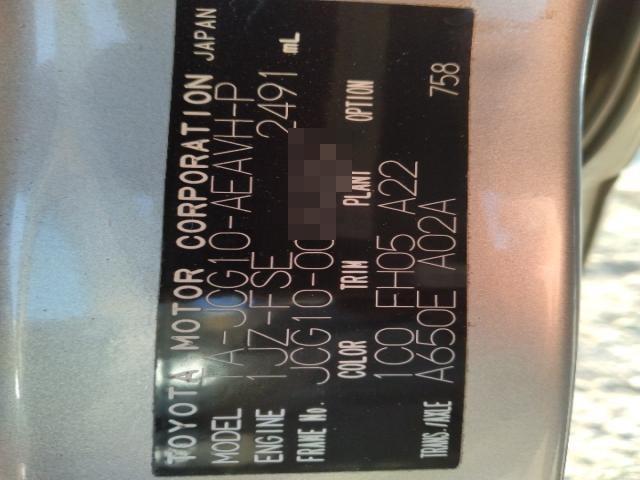 TOYOTA MOTOR CORPORATION JAPAN
MODEL TA-JCG10-AEAVH-P
ENGINE 1JZ-FSE 2491 mL
FRAME No. JCG10-00
COLOR TRIM PLANT OPTION
1C0 FH05 A22
TRANS./AXLE A650E A02A 758